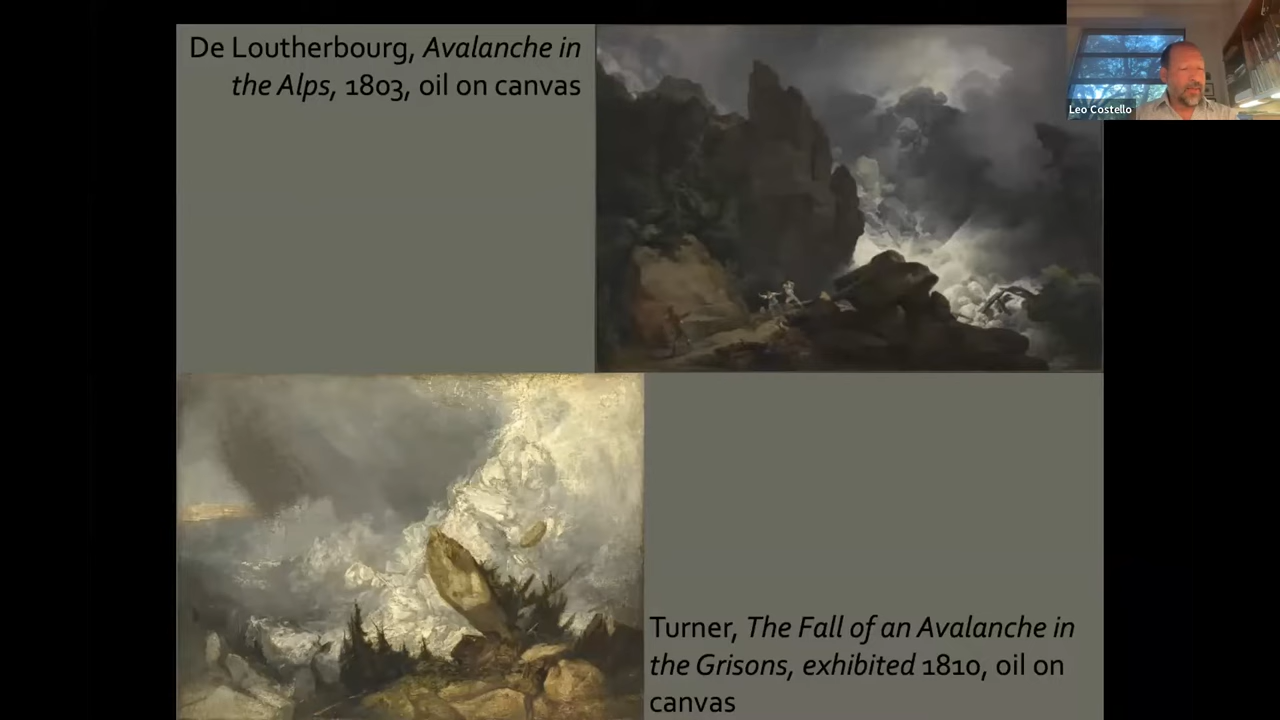 De Loutherbourg, Avalanche in
the Alps, 1803, oil on canvas
Leo Costello
Turner, The Fall of an Avalanche in
the Grisons, exhibited 1810, oil on
canvas